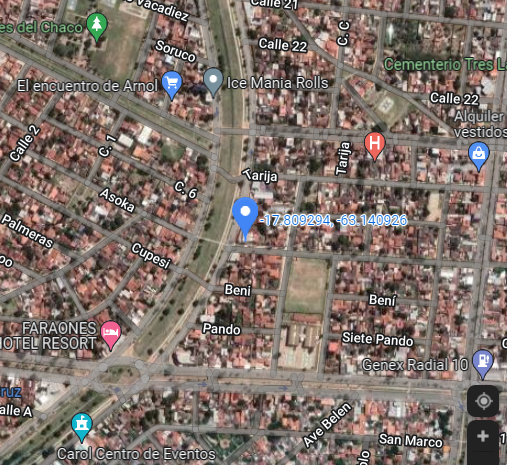 Vacadiez
Calle 21
es del Chaco
Soruco
Calle 22
C. C
Cementerio Tres L
El encuentro de Arnol
Ice Mania Rolls
Calle 22
Alquiler
vestidos
Calle 2
C. 1
Tarija
Tarija
C. 6
Asoka
-17.809294, -63.140926
Palmeras
Cupesi
oo
Beni
Bení
FARAONES
HOTEL RESORT
Pando
Siete Pando
Genex Radial 10
ruz
alle A
Ave Belen
Carol Centro de Eventos
olo
San Marco